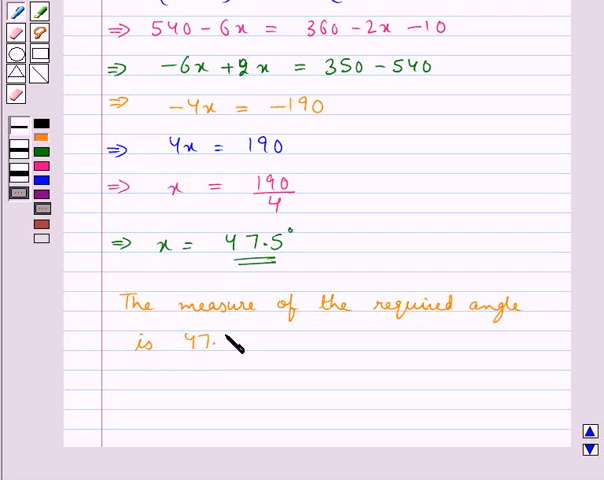 ⇒ 540 - 6x = 360 - 2x - 10
⇒ -6x + 2x = 350 - 540
⇒ -4x = -190
⇒ 4x = 190
⇒ x = 190/4
⇒ x = 47.5°
The measure of the required angle
is 47.